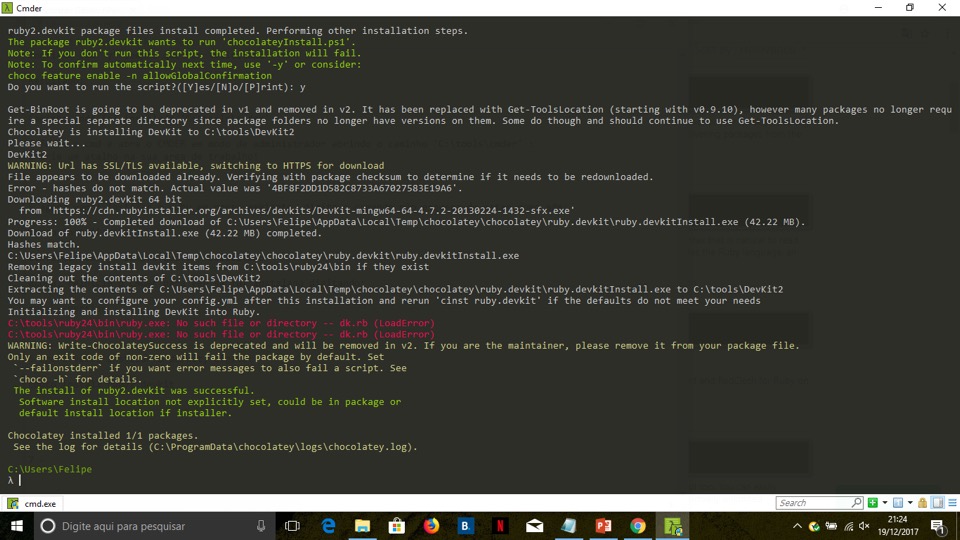 Cmder
ruby2.devkit package files install completed. Performing other installation steps.
The package ruby2.devkit wants to run 'chocolateyInstall.ps1'.
Note: If you don't run this script, the installation will fail.
Note: To confirm automatically next time, use '-y' or consider:
choco feature enable -n allowGlobalConfirmation
Do you want to run the script?([Y]es/[N]o/[P]rint): y
Get-BinRoot is going to be deprecated in v1 and removed in v2. It has been replaced with Get-ToolsLocation (starting with v0.9.10), however many packages no longer requ
ire a special separate directory since package folders no longer have versions on them. Some do though and should continue to use Get-ToolsLocation.
Chocolatey is installing DevKit to C:\tools\DevKit2
Please wait...
DevKit2
WARNING: Url has SSL/TLS available, switching to HTTPS for download
File appears to be downloaded already. Verifying with package checksum to determine if it needs to be redownloaded.
Error - hashes do not match. Actual value was '4BF8F2DD1D582C8733A67027583E19A6'.
Downloading ruby2.devkit 64 bit
from 'https://cdn.rubyinstaller.org/archives/devkits/DevKit-mingw64-64-4.7.2-20130224-1432-sfx.exe'
Progress: 100% - Completed download of C:\Users\Felipe\AppData\Local\Temp\chocolatey\chocolatey\ruby.devkit\ruby.devkitInstall.exe (42.22 MB).
Download of ruby.devkitInstall.exe (42.22 MB) completed.
Hashes match.
C:\Users\Felipe\AppData\Local\Temp\chocolatey\chocolatey\ruby.devkit\ruby.devkitInstall.exe
Removing legacy install devkit items from C:\tools\ruby24\bin if they exist
Cleaning out the contents of C:\tools\DevKit2
Extracting the contents of C:\Users\Felipe\AppData\Local\Temp\chocolatey\chocolatey\ruby.devkit\ruby.devkitInstall.exe to C:\tools\DevKit2
You may want to configure your config.yml after this installation and rerun 'cinst ruby.devkit' if the defaults do not meet your needs
Initializing and installing DevKit into Ruby.
C:\tools\ruby24\bin\ruby.exe: No such file or directory -- dk.rb (LoadError)
C:\tools\ruby24\bin\ruby.exe: No such file or directory -- dk.rb (LoadError)
WARNING: Write-ChocolateySuccess is deprecated and will be removed in v2. If you are the maintainer, please remove it from your package file.
Only an exit code of non-zero will fail the package by default. Set
`--failonstderr` if you want error messages to also fail a script. See
`choco -h` for details.
The install of ruby2.devkit was successful.
Software install location not explicitly set, could be in package or
default install location if installer.
Chocolatey installed 1/1 packages.
See the log for details (C:\ProgramData\chocolatey\logs\chocolatey.log).
C:\Users\Felipe
λ
cmd.exe
Search
Digite aqui para pesquisar
B.
N
21:24
19/12/2017
1